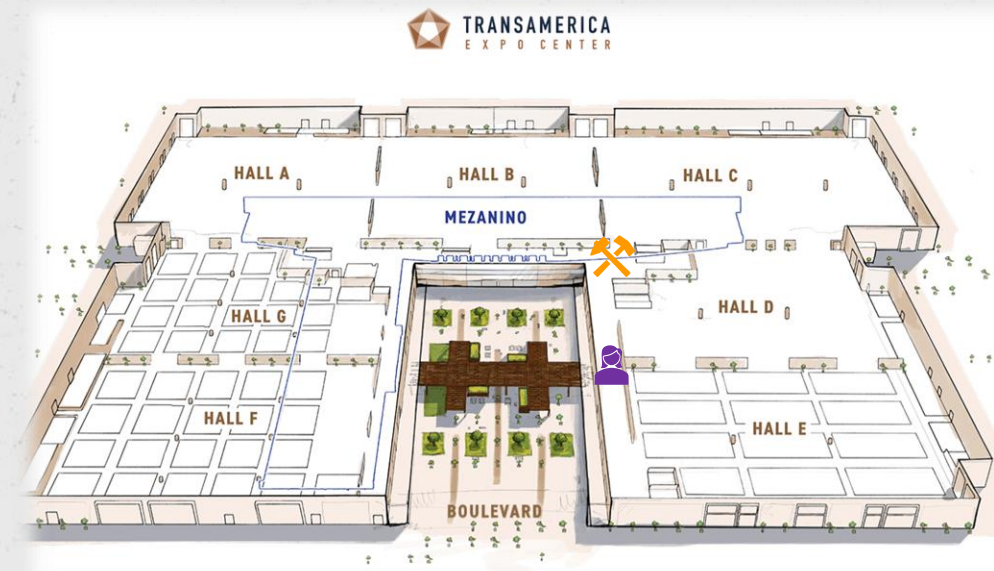 TRANSAMERICA
EXPO CENTER
HALL A
HALL B
HALL C
MEZANINO
HALL G
HALL D
HALL F
HALL E
BOULEVARD